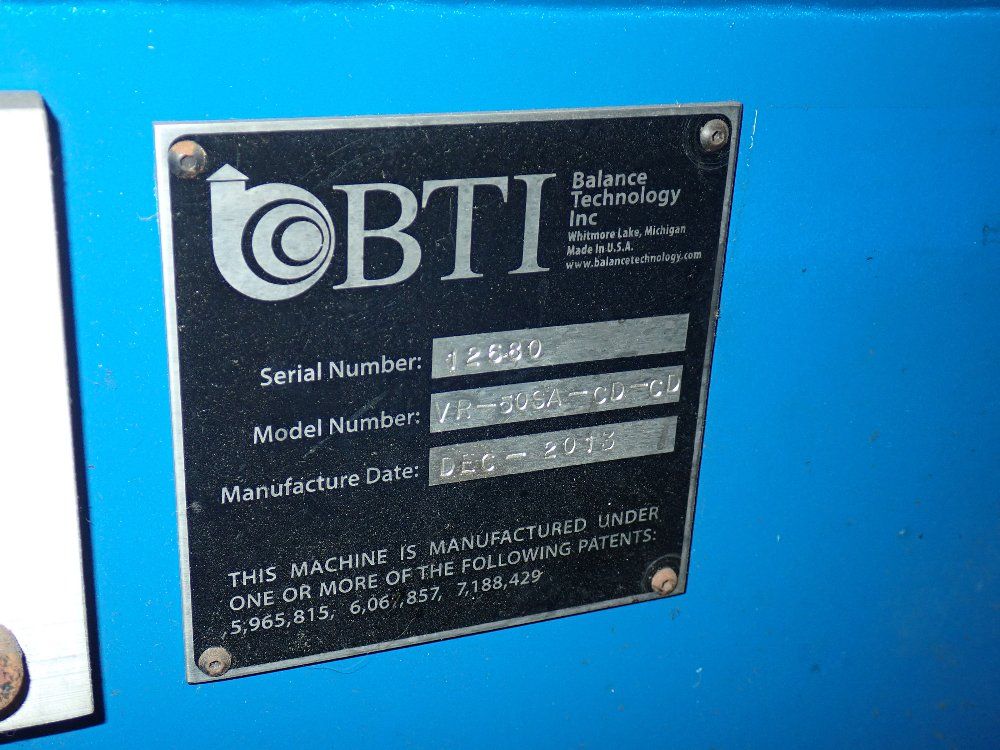 BTI
Balance
Technology
Inc
Whitmore Lake, Michigan
Made In U.S.A.
www.balancetechnology.com
Serial Number: 12680
Model Number: VR-50SA-CD-CD
Manufacture Date: DEC - 2013
THIS MACHINE IS MANUFACTURED UNDER
ONE OR MORE OF THE FOLLOWING PATENTS:
5,965,815, 7,188,429